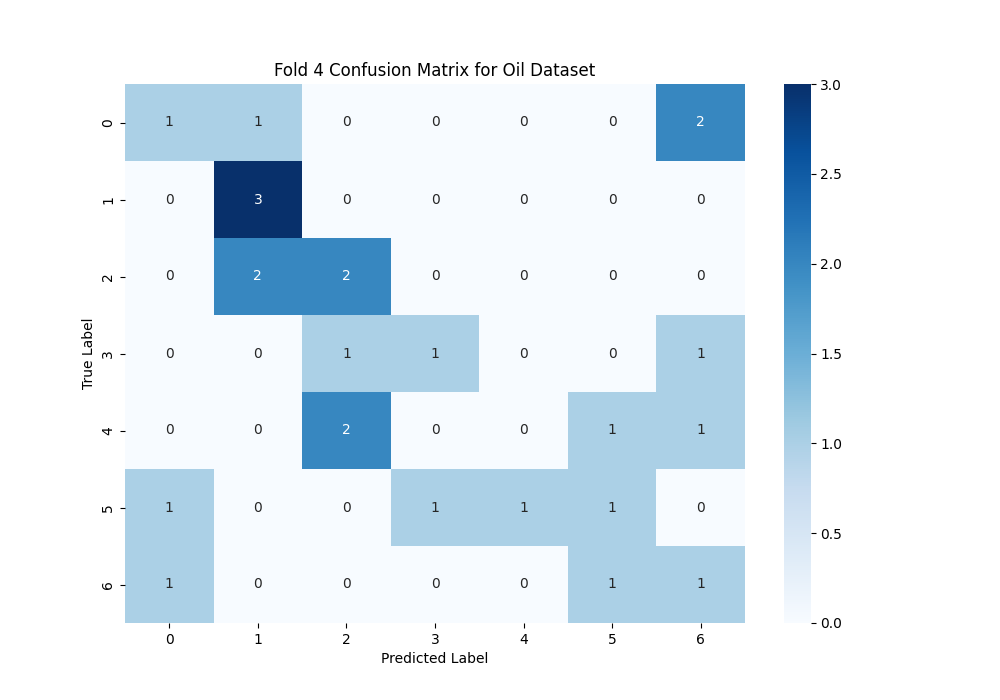 Fold 4 Confusion Matrix for Oil Dataset
0 1 1 0 0 0 0 2
1 0 3 0 0 0 0 0
2 0 2 2 0 0 0 0
3 0 0 1 1 0 0 1
4 0 0 2 0 0 1 1
5 1 0 0 1 1 1 0
6 1 0 0 0 0 1 1
0 1 2 3 4 5 6
Predicted Label
True Label
3.0
2.5
2.0
1.5
1.0
0.5
0.0